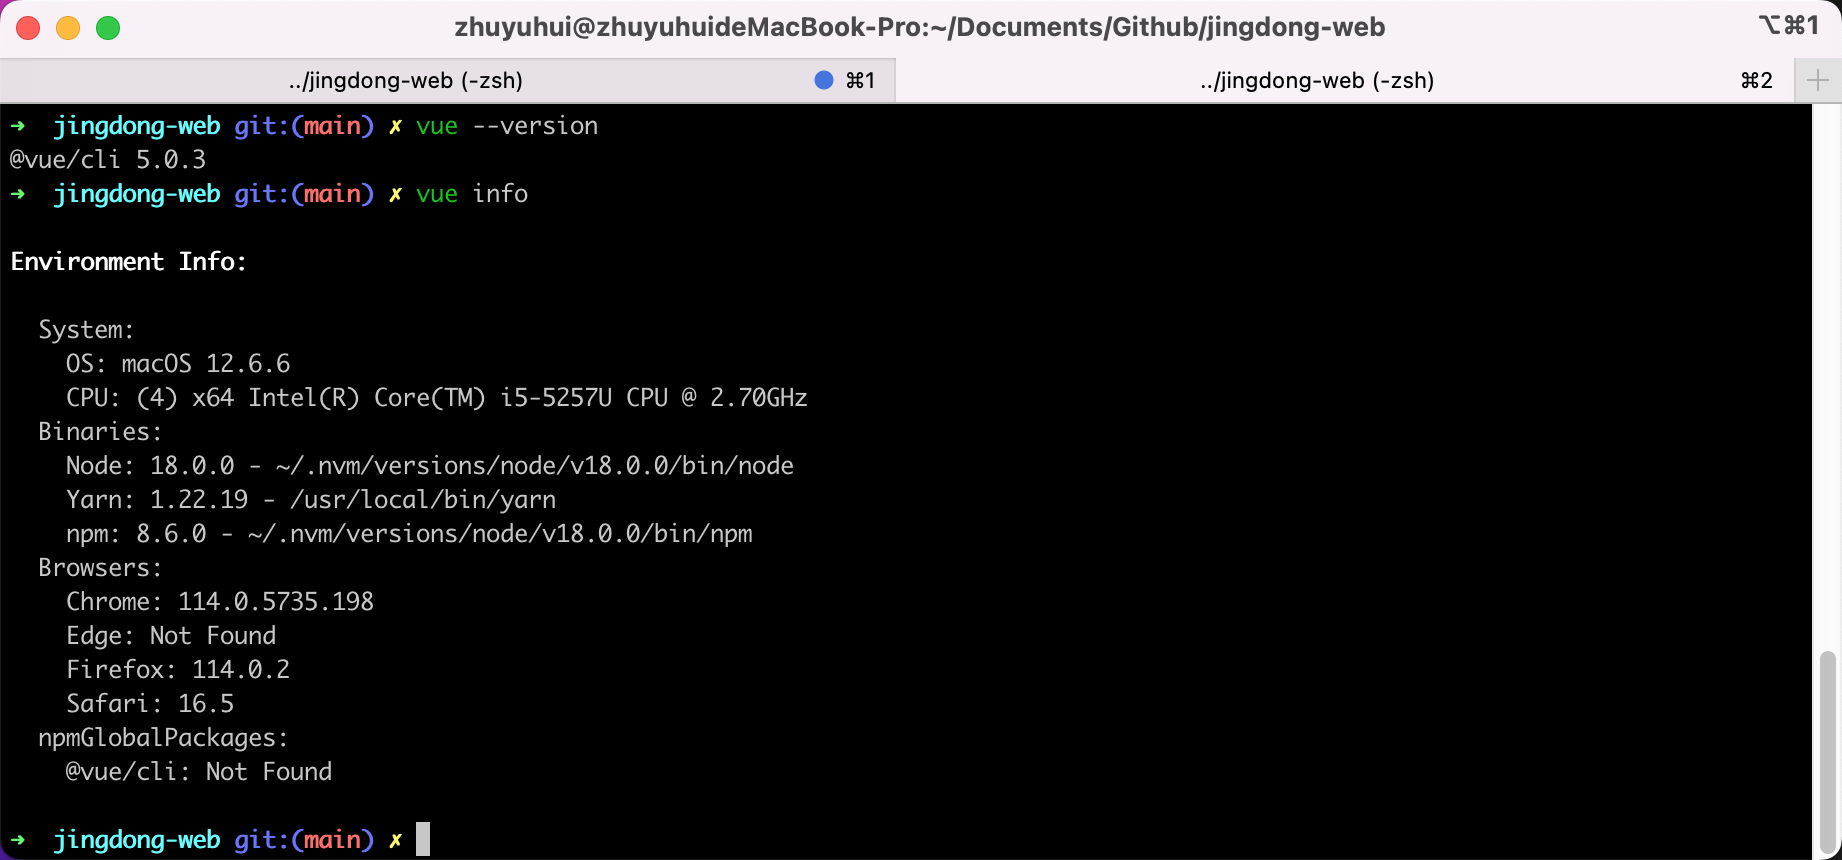 zhuyuhui@zhuyuhuideMacBook-Pro:~/Documents/Github/jingdong-web ⌥⌘1
../jingdong-web (-zsh) ⌘1 ../jingdong-web (-zsh) ⌘2 +
➜ jingdong-web git:(main) ✗ vue --version
@vue/cli 5.0.3
➜ jingdong-web git:(main) ✗ vue info
Environment Info:
System:
OS: macOS 12.6.6
CPU: (4) x64 Intel(R) Core(TM) i5-5257U CPU @ 2.70GHz
Binaries:
Node: 18.0.0 - ~/.nvm/versions/node/v18.0.0/bin/node
Yarn: 1.22.19 - /usr/local/bin/yarn
npm: 8.6.0 - ~/.nvm/versions/node/v18.0.0/bin/npm
Browsers:
Chrome: 114.0.5735.198
Edge: Not Found
Firefox: 114.0.2
Safari: 16.5
npmGlobalPackages:
@vue/cli: Not Found
➜ jingdong-web git:(main) ✗